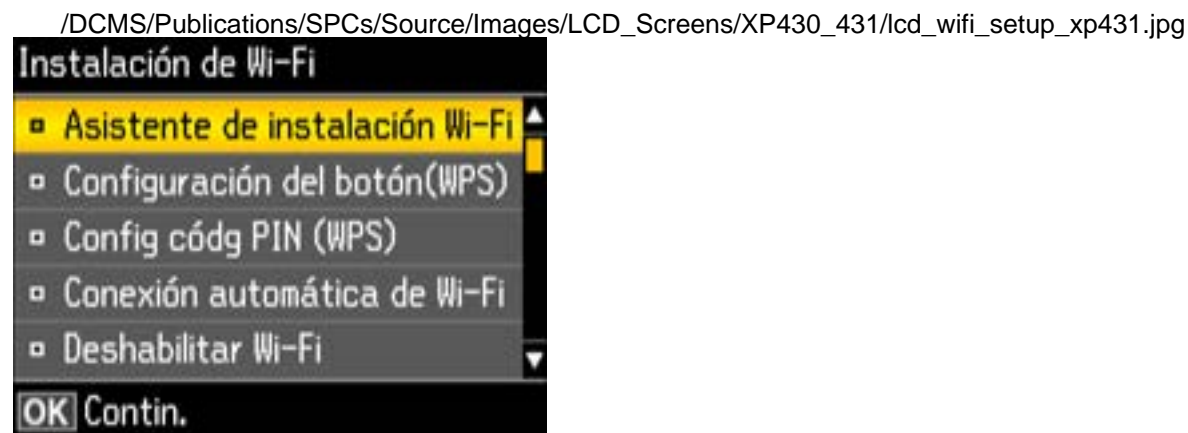 /DCMS/Publications/SPCs/Source/Images/LCD_Screens/XP430_431/lcd_wifi_setup_xp431.jpg
Instalación de Wi-Fi
Asistente de instalación Wi-Fi
Configuración del botón(WPS)
Config códg PIN (WPS)
Conexión automática de Wi-Fi
Deshabilitar Wi-Fi
OK Contin.